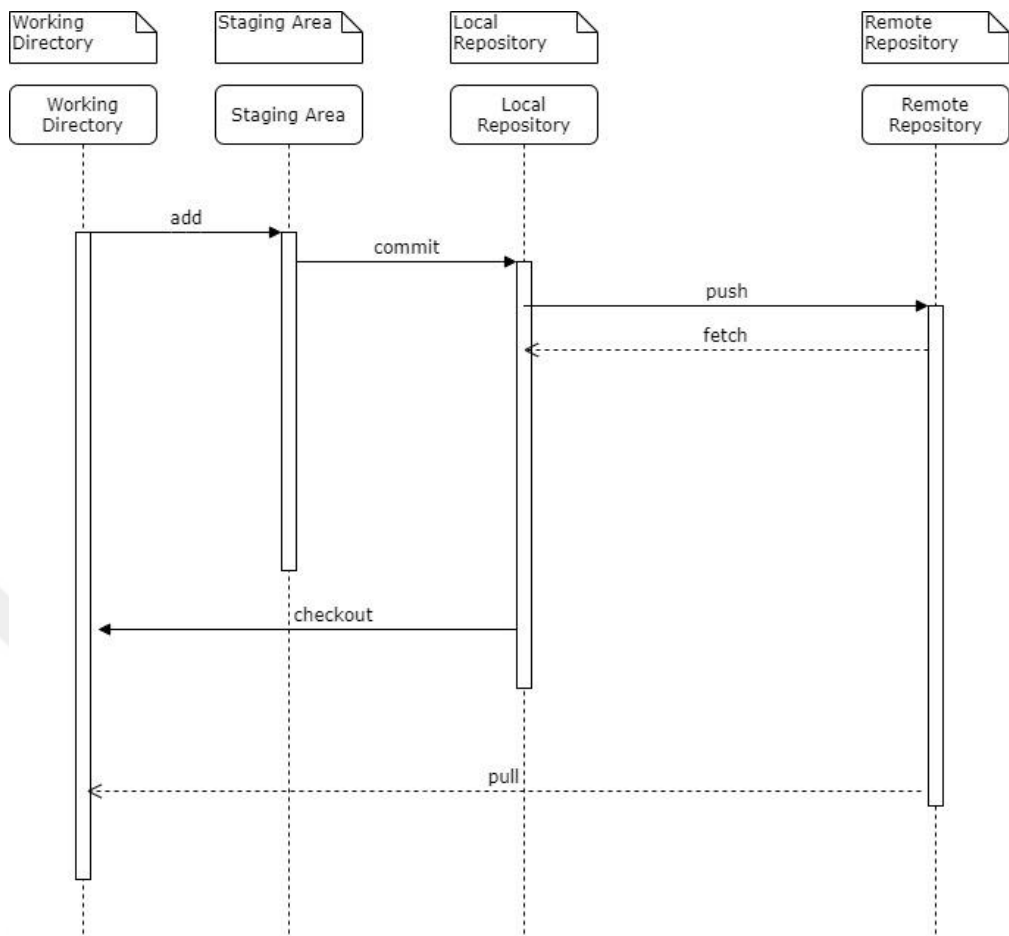 Working
Directory
Staging Area
Local
Repository
Remote
Repository
Working
Directory
Staging Area
Local
Repository
Remote
Repository
add
commit
push
fetch
checkout
pull